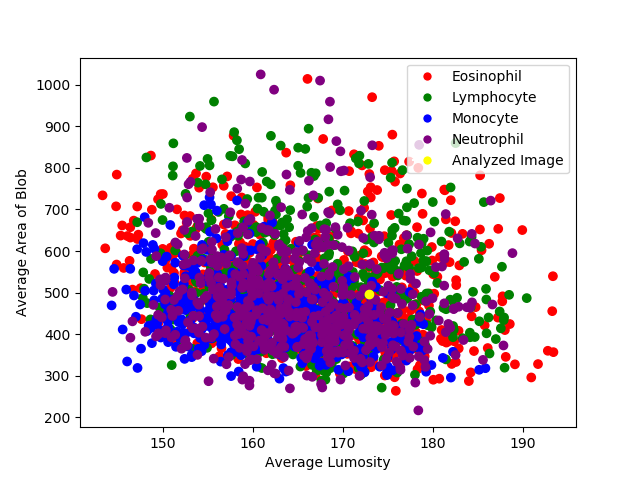 Eosinophil
Lymphocyte
Monocyte
Neutrophil
Analyzed Image
1000
900
800
700
600
500
400
300
200
Average Area of Blob
150
160
170
180
190
Average Lumosity